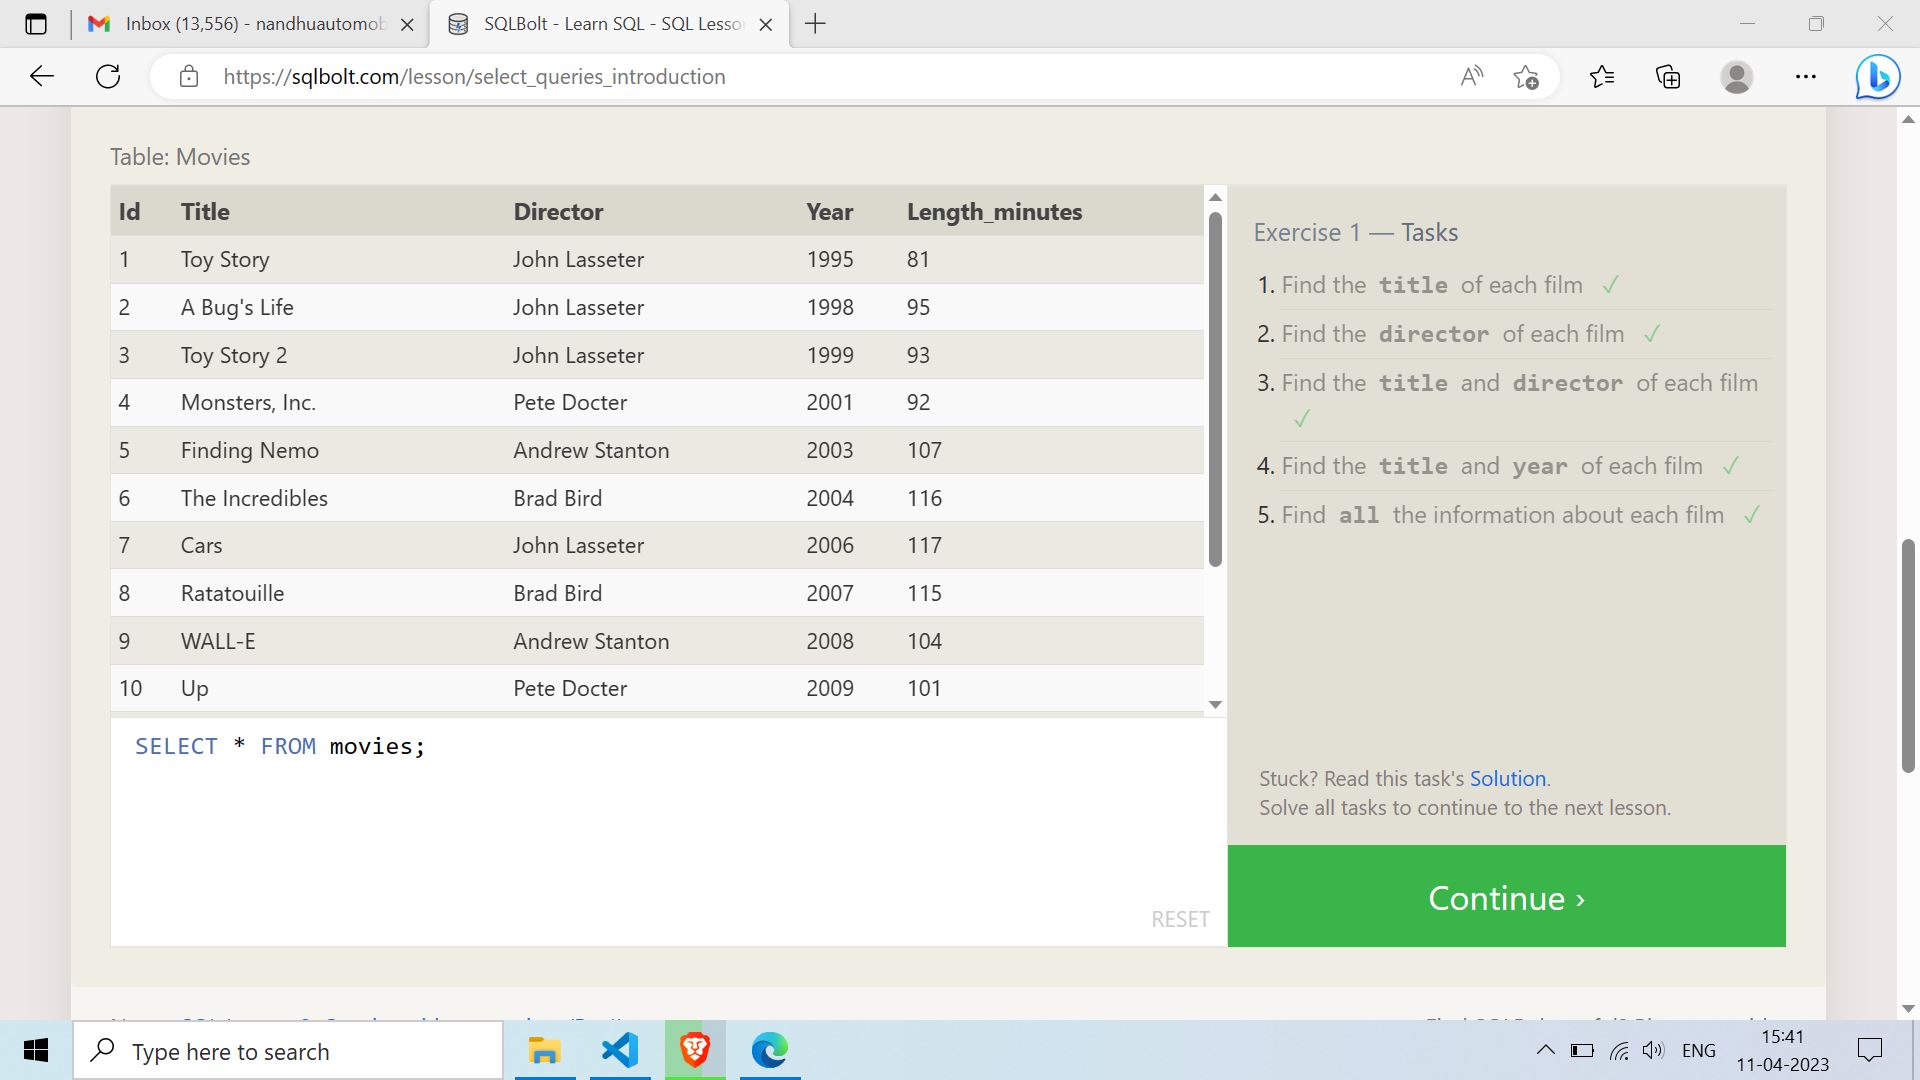 Inbox (13,556) - nandhuautomob
SQLBolt - Learn SQL - SQL Lesso
https://sqlbolt.com/lesson/select_queries_introduction
Table: Movies
Id Title Director Year Length_minutes
1 Toy Story John Lasseter 1995 81
2 A Bug's Life John Lasseter 1998 95
3 Toy Story 2 John Lasseter 1999 93
4 Monsters, Inc. Pete Docter 2001 92
5 Finding Nemo Andrew Stanton 2003 107
6 The Incredibles Brad Bird 2004 116
7 Cars John Lasseter 2006 117
8 Ratatouille Brad Bird 2007 115
9 WALL-E Andrew Stanton 2008 104
10 Up Pete Docter 2009 101
SELECT * FROM movies;
RESET
Exercise 1 — Tasks
1. Find the title of each film ✓
2. Find the director of each film ✓
3. Find the title and director of each film
✓
4. Find the title and year of each film ✓
5. Find all the information about each film ✓
Stuck? Read this task's Solution.
Solve all tasks to continue to the next lesson.
Continue ›
Type here to search
ENG
15:41
11-04-2023